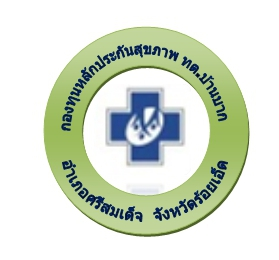 กองทุนหลักประกันสุขภาพ ทต.บ้านบาก
อำเภอศรีสมเด็จ จังหวัดร้อยเอ็ด